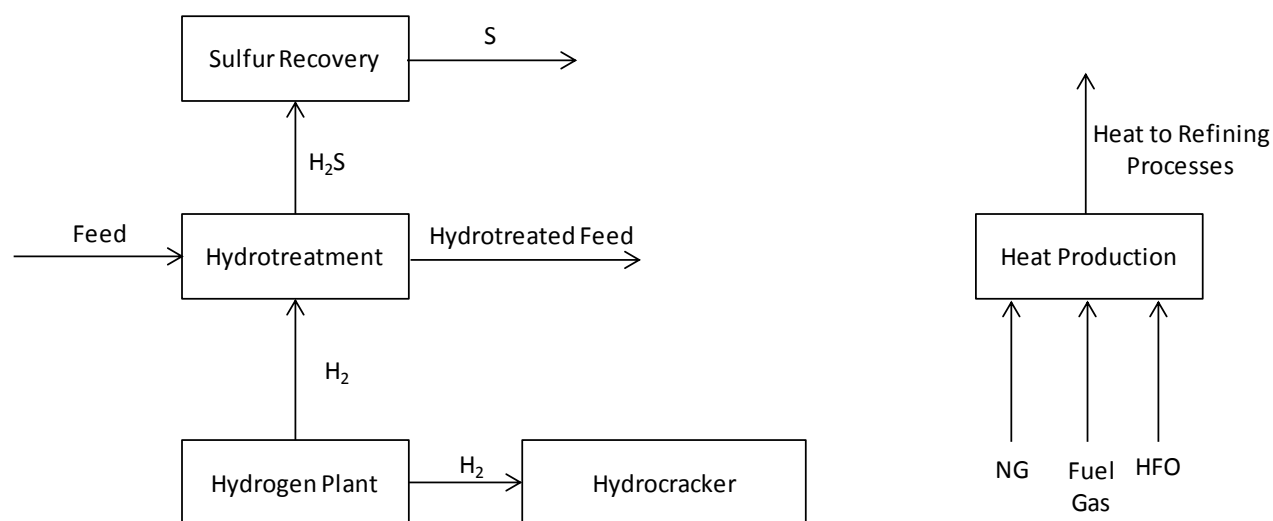 Sulfur Recovery
S
H₂S
Heat to Refining
Processes
Feed
Hydrotreatment
Hydrotreated Feed
Heat Production
H₂
Hydrogen Plant
H₂
Hydrocracker
NG
Fuel
Gas
HFO